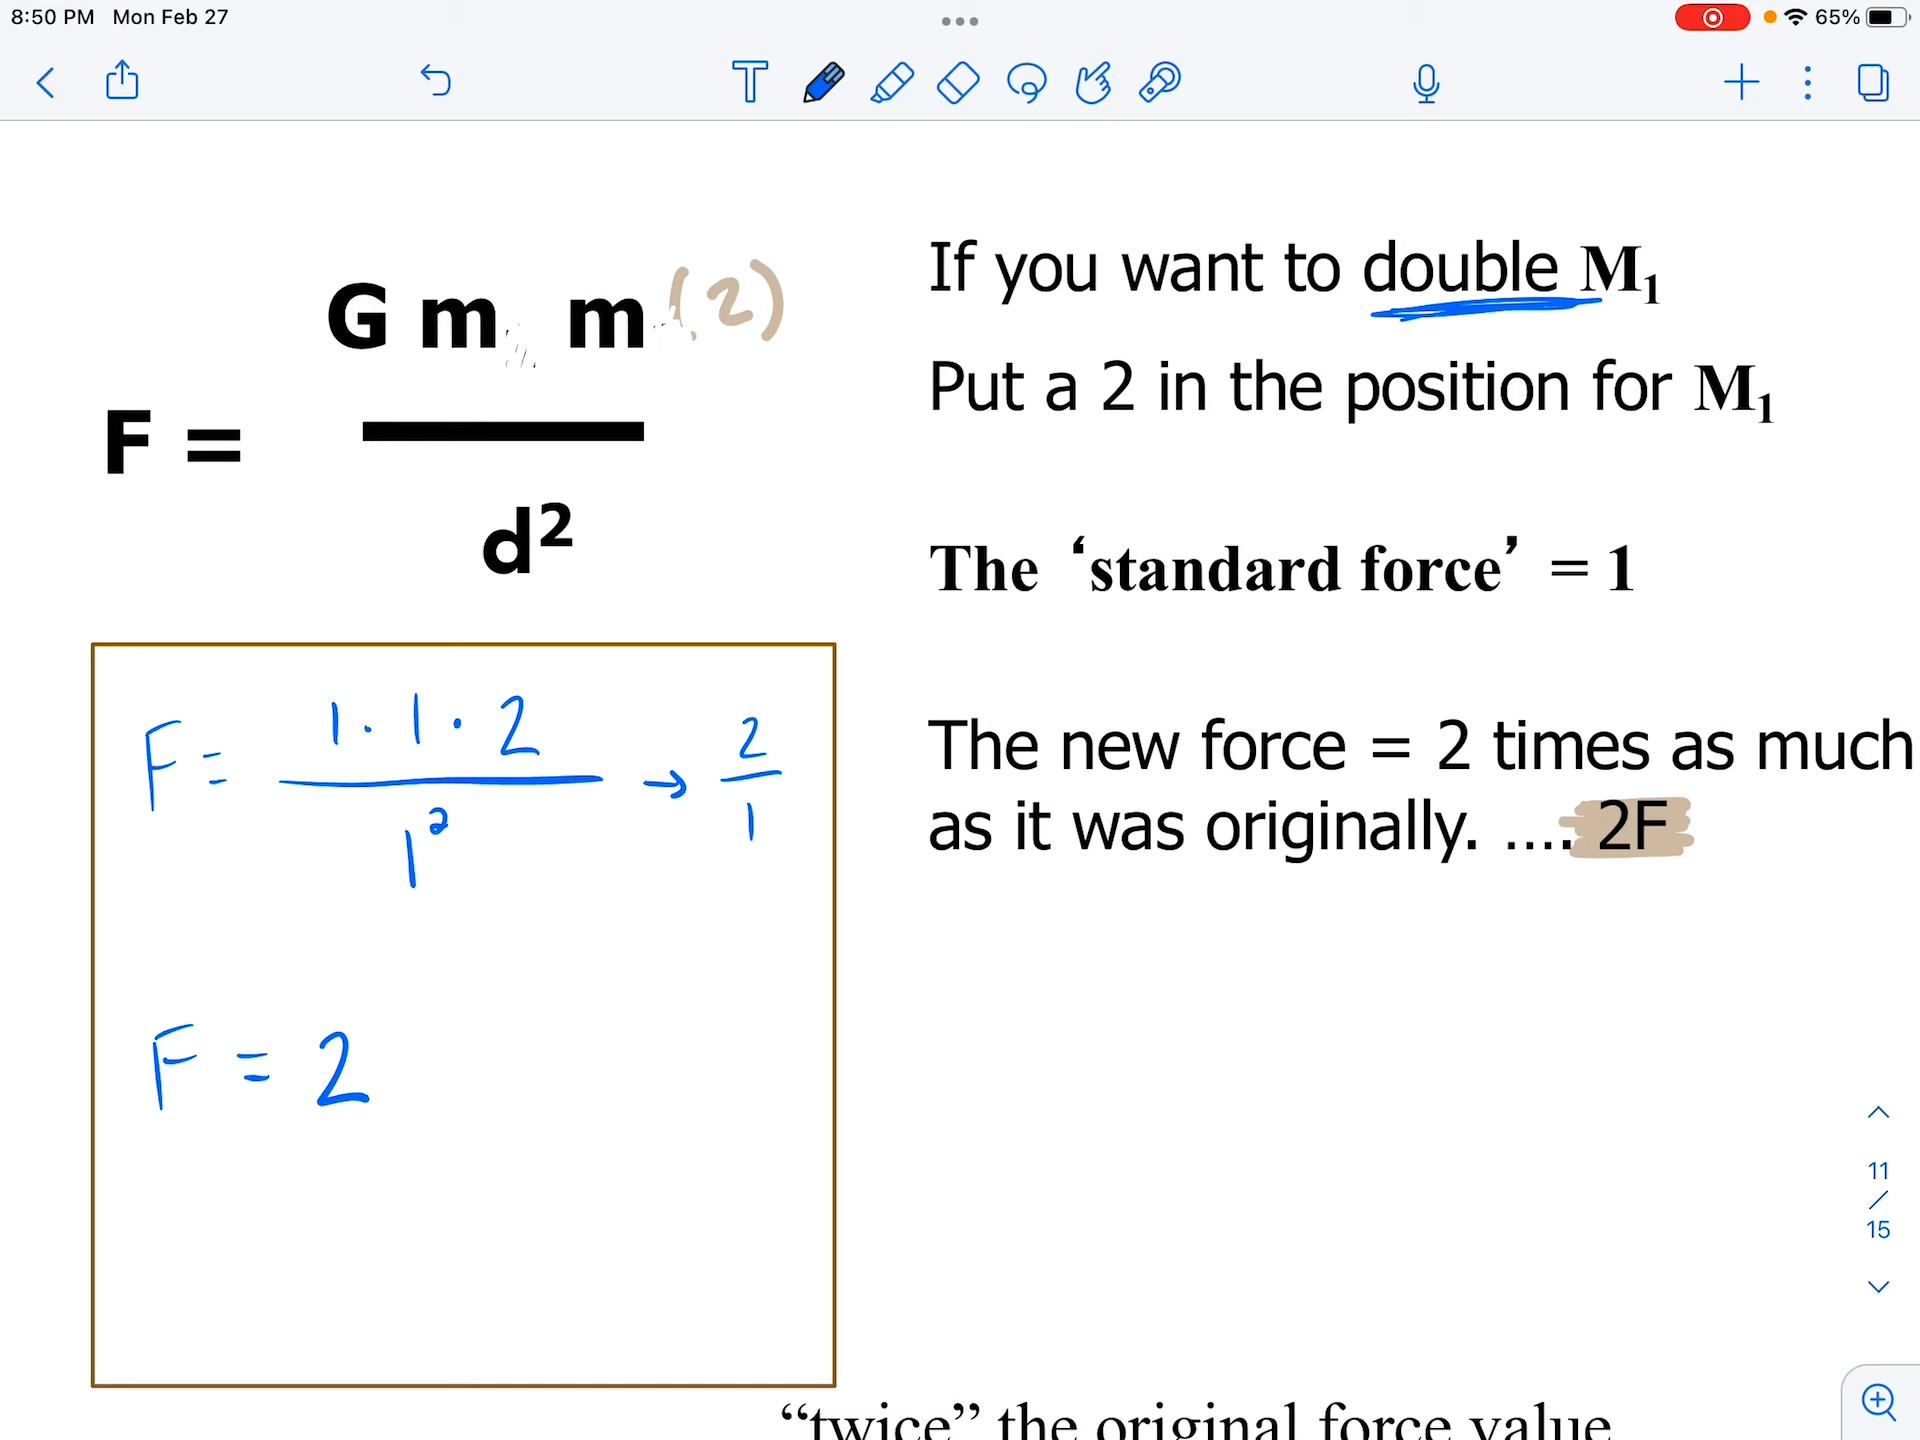 8:50 PM Mon Feb 27
65%
T
G m m (2)
F =
d²
If you want to double M₁
Put a 2 in the position for M₁
The ‘standard force’ = 1
The new force = 2 times as much
as it was originally. .... 2F
F = 1 · 1 · 2 → 2
1² 1
F = 2
11
/
15
“twice” the original force value